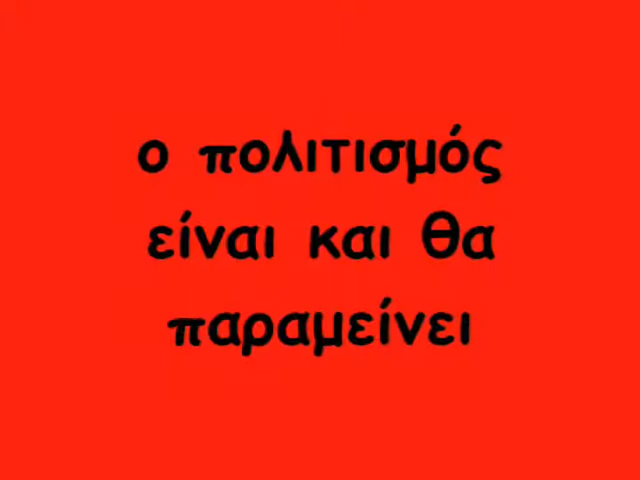 ο πολιτισμός
είναι και θα
παραμείνει